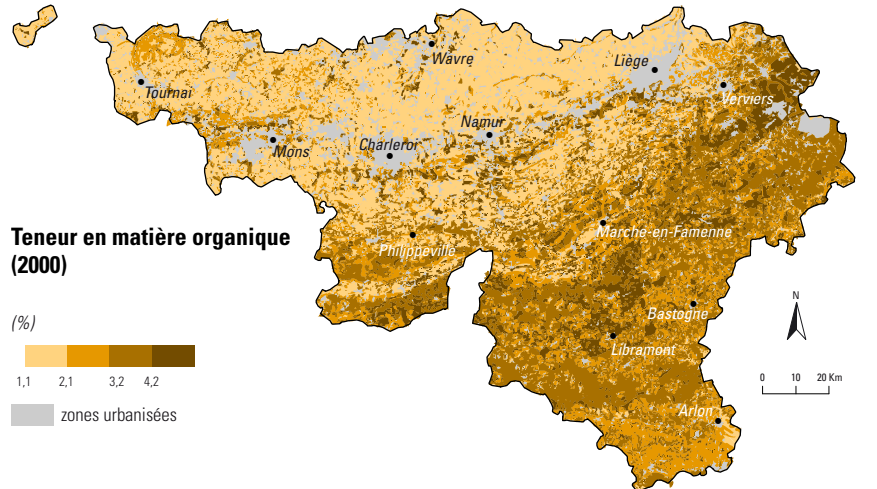 Wavre
Liège
Tournai
Verviers
Namur
Mons
Charleroi
Teneur en matière organique
(2000)
Philippeville
Marche-en-Famenne
(%)
1,1 2,1 3,2 4,2
zones urbanisées
Bastogne
Libramont
N
0 10 20 Km
Arlon